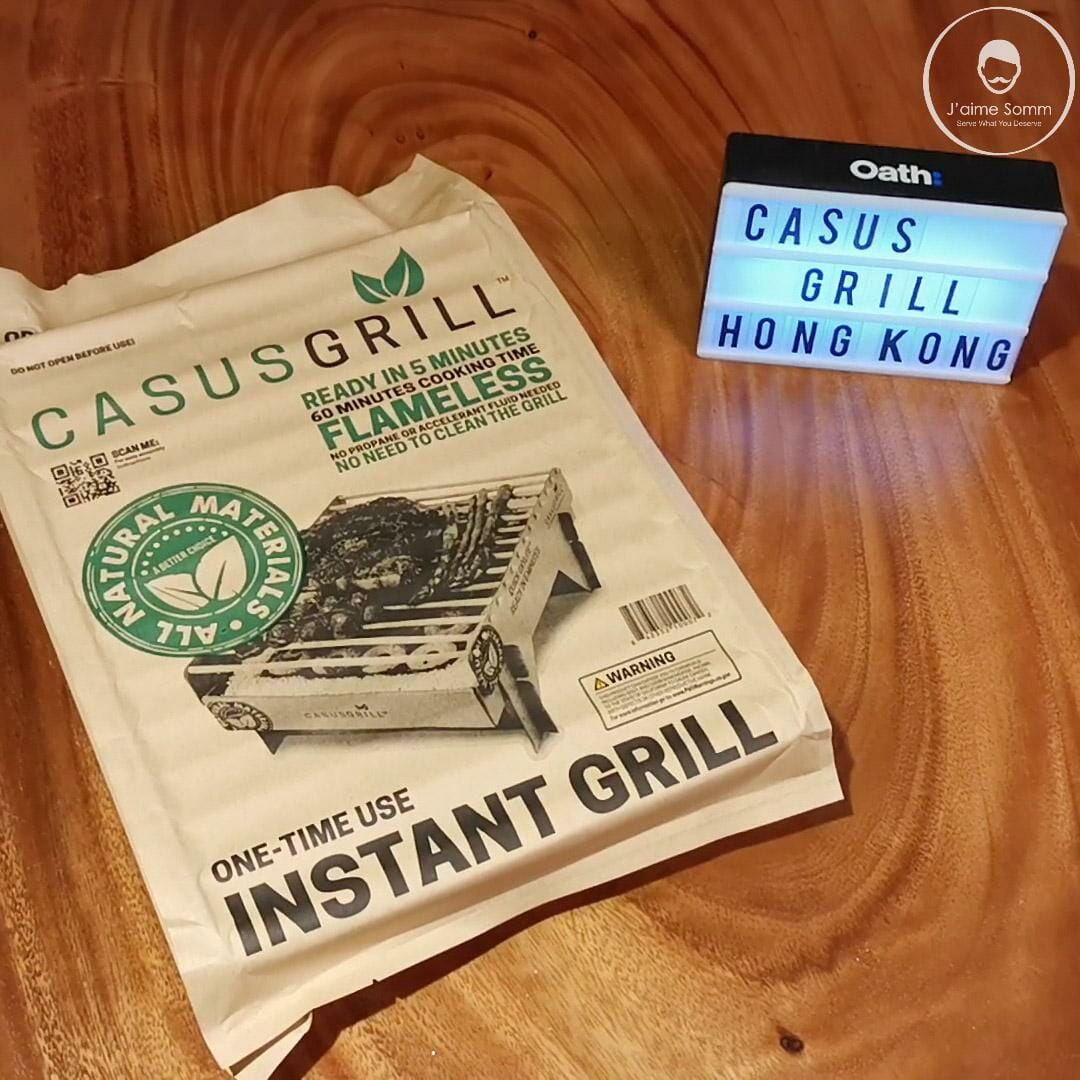 J'aime Somm
Serve What You Deserve
Oath:
CASUS
GRILL
HONG KONG
DO NOT OPEN BEFORE USE!
CASUSGRILL™
READY IN 5 MINUTES
60 MINUTES COOKING TIME
FLAMELESS
NO PROPANE OR ACCELERANT FLUID NEEDED
NO NEED TO CLEAN THE GRILL
SCAN ME:
ALL NATURAL MATERIALS
A BETTER CHOICE
CASUSGRILL™
WARNING
ONE-TIME USE
INSTANT GRILL